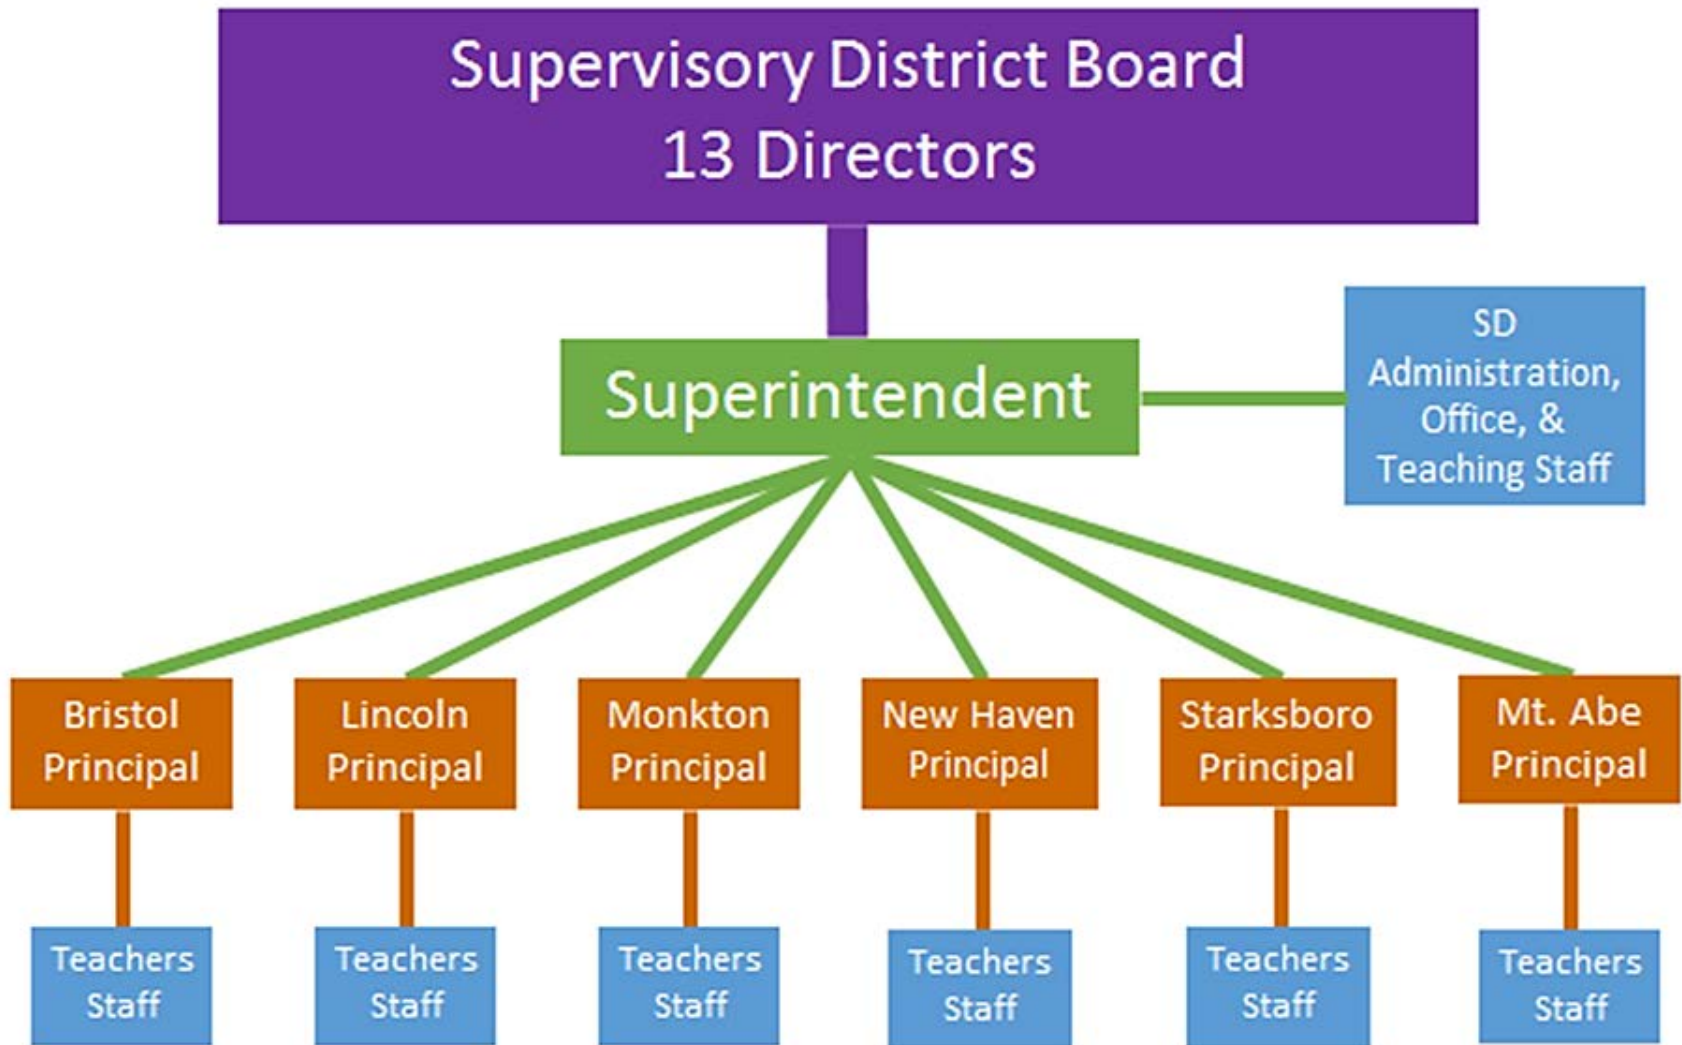 Supervisory District Board
13 Directors
Superintendent
SD
Administration,
Office, &
Teaching Staff
Bristol
Principal
Lincoln
Principal
Monkton
Principal
New Haven
Principal
Starksboro
Principal
Mt. Abe
Principal
Teachers
Staff
Teachers
Staff
Teachers
Staff
Teachers
Staff
Teachers
Staff
Teachers
Staff